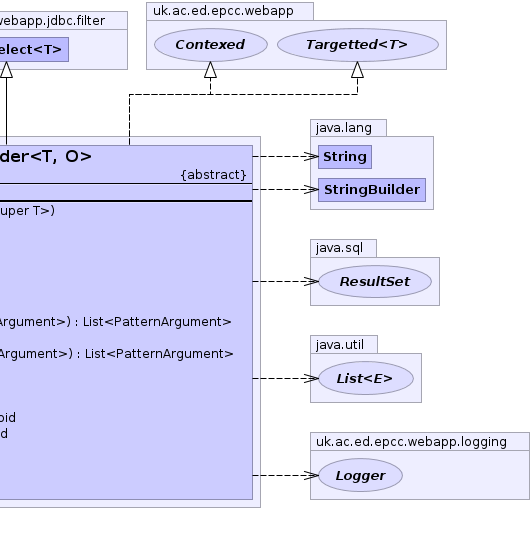 webapp.jdbc.filter
elect<T>
uk.ac.ed.epcc.webapp
Contexed
Targetted<T>
java.lang
String
StringBuilder
der<T, O>
{abstract}
uper T>)
Argument>) : List<PatternArgument>
Argument>) : List<PatternArgument>
oid
d
java.sql
ResultSet
java.util
List<E>
uk.ac.ed.epcc.webapp.logging
Logger